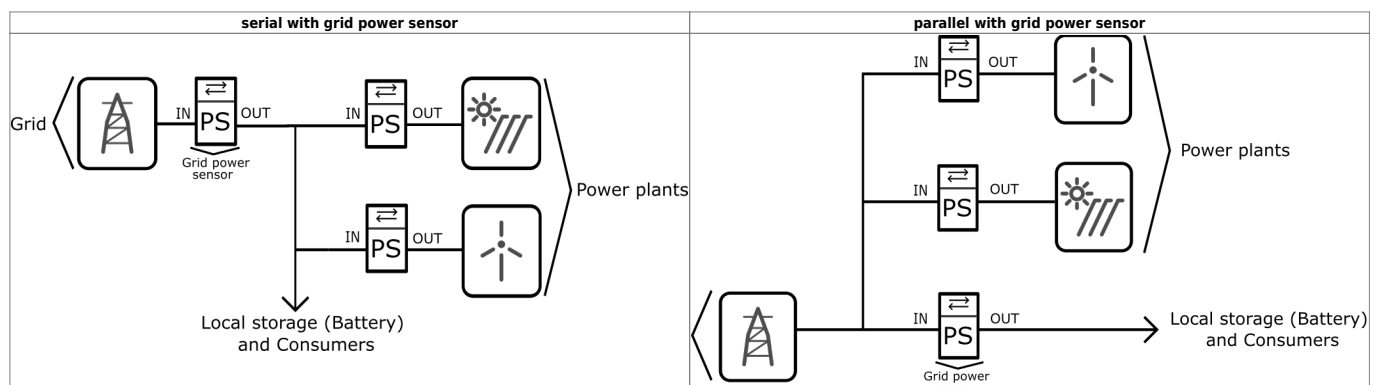 serial with grid power sensor
Grid
IN
PS
OUT
Grid power
sensor
IN
PS
OUT
Power plants
IN
PS
OUT
Local storage (Battery)
and Consumers
parallel with grid power sensor
IN
PS
OUT
Power plants
IN
PS
OUT
IN
PS
OUT
Local storage (Battery)
and Consumers
Grid power